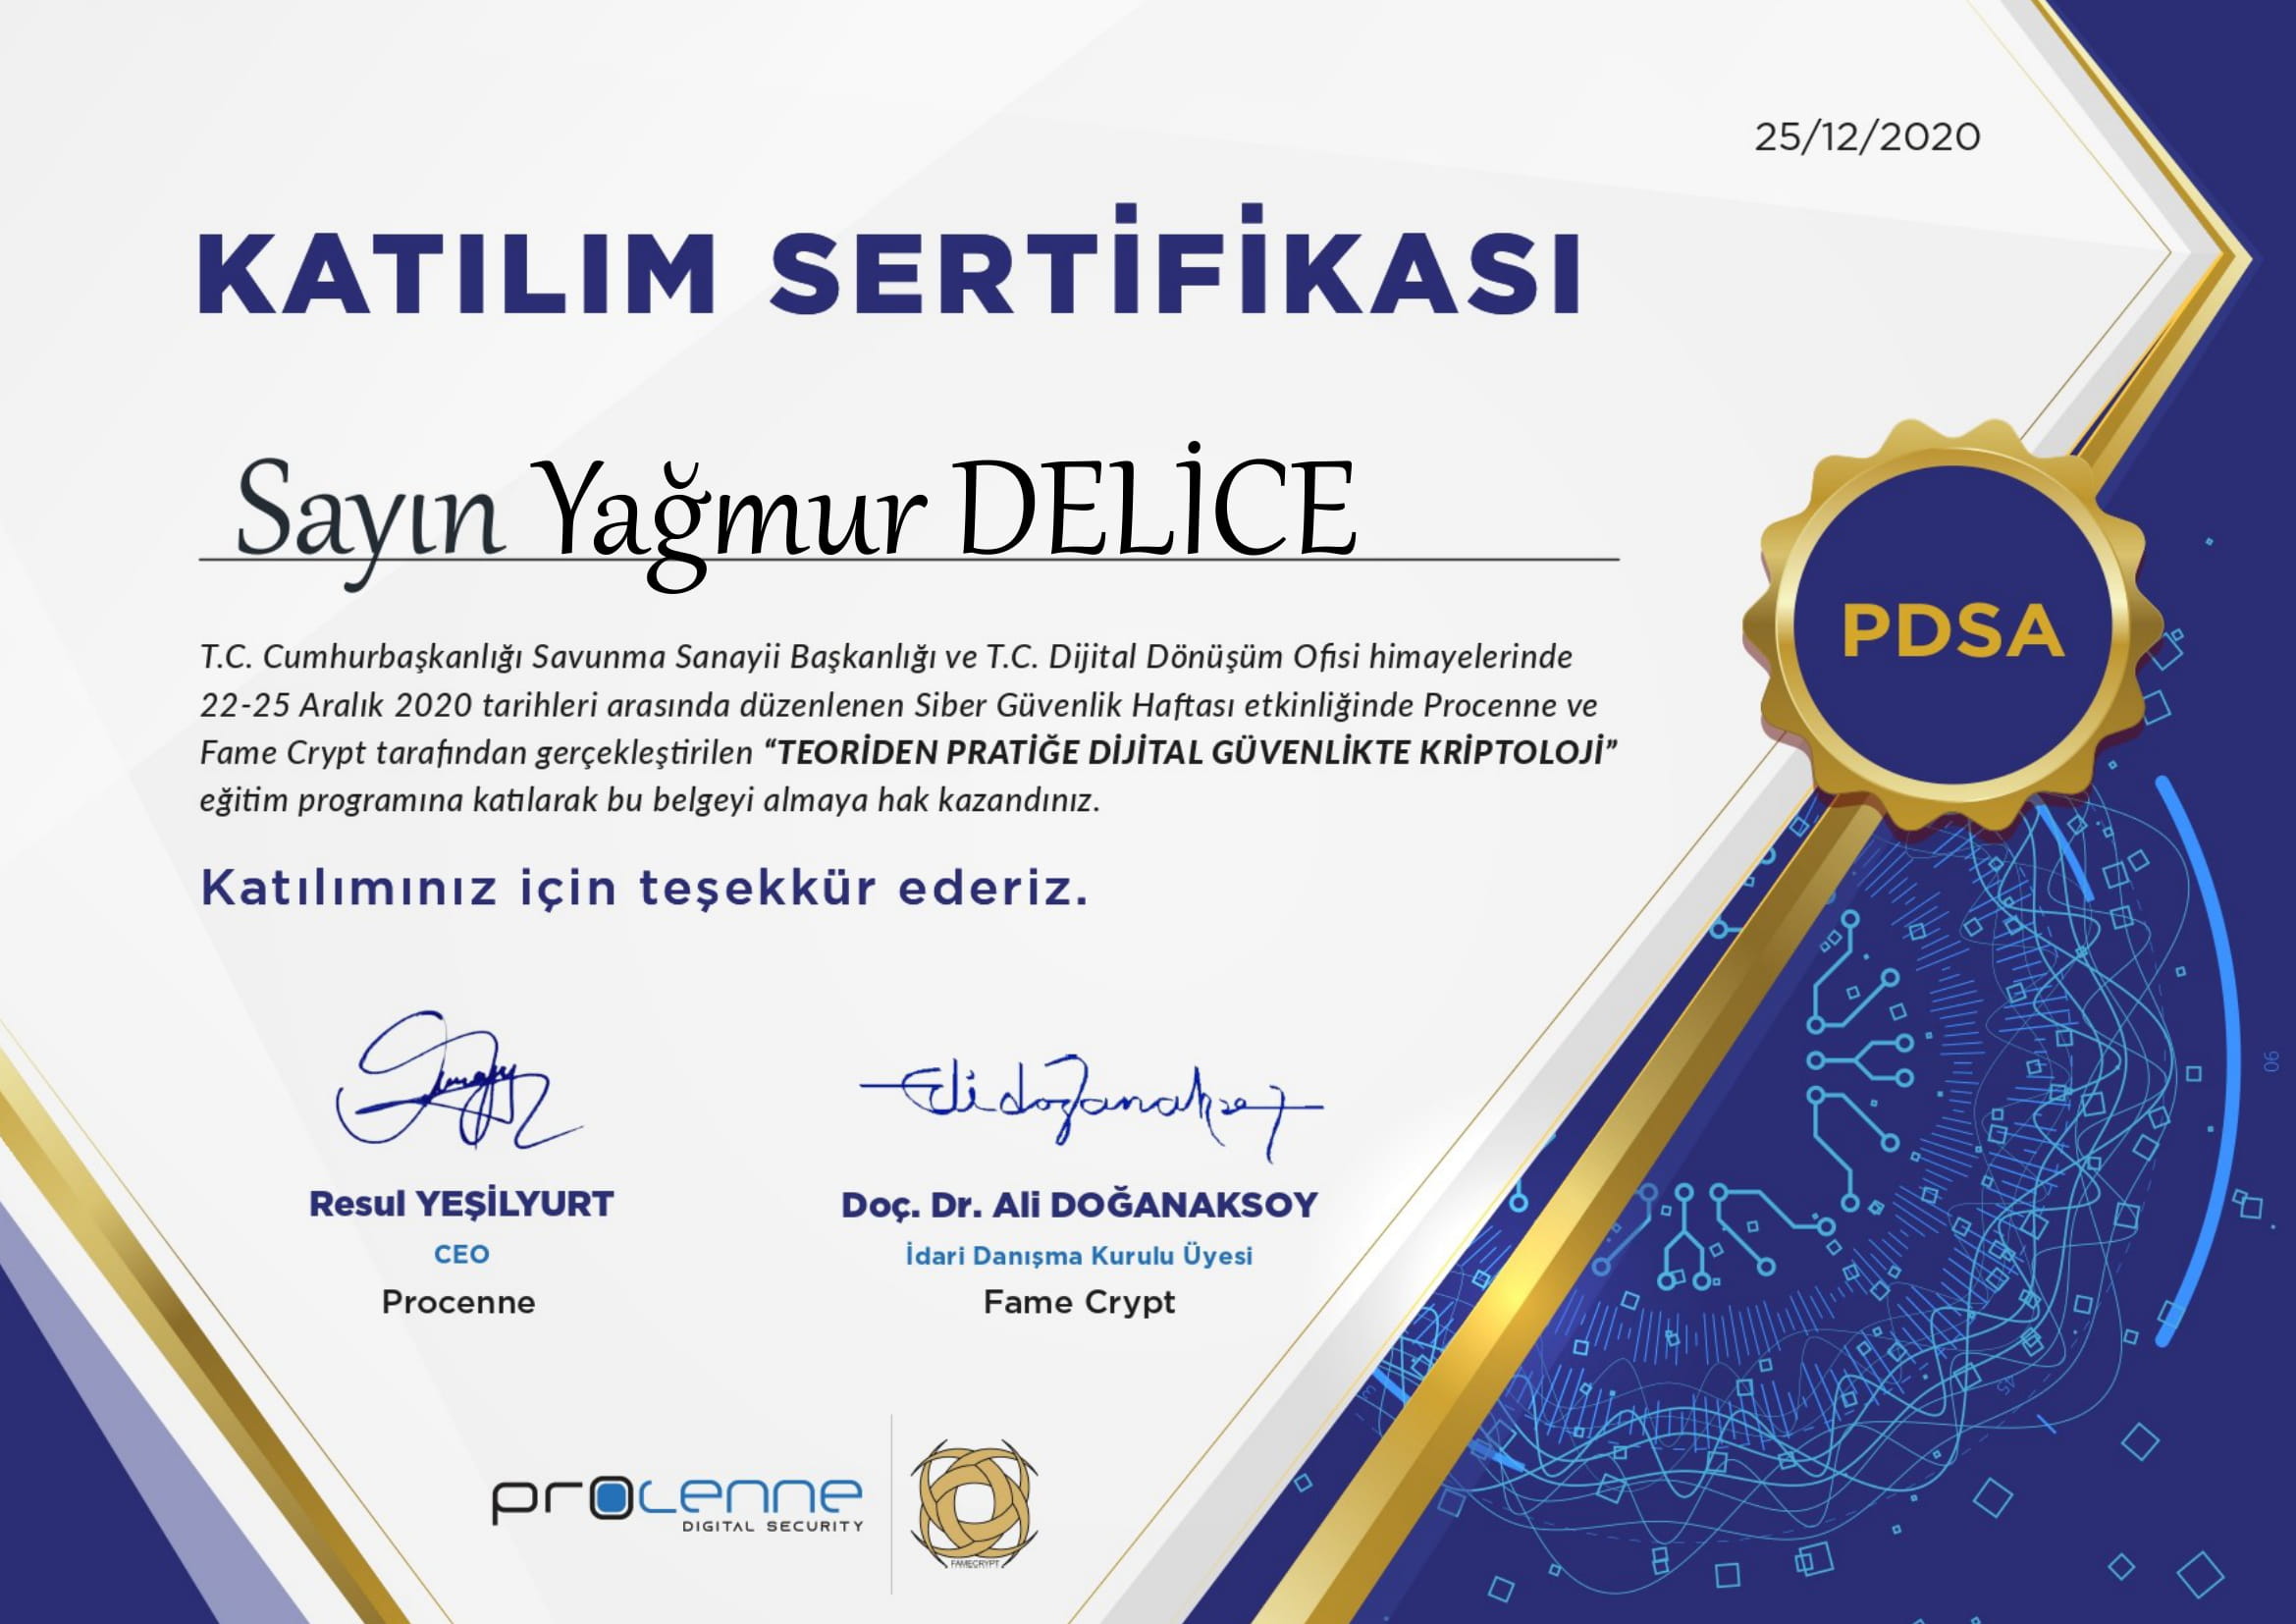 25/12/2020
KATILIM SERTİFİKASI
Sayın Yağmur DELİCE
T.C. Cumhurbaşkanlığı Savunma Sanayii Başkanlığı ve T.C. Dijital Dönüşüm Ofisi himayelerinde
22-25 Aralık 2020 tarihleri arasında düzenlenen Siber Güvenlik Haftası etkinliğinde Procenne ve
Fame Crypt tarafından gerçekleştirilen “TEORİDEN PRATİĞE DİJİTAL GÜVENLİKTE KRİPTOLOJİ”
eğitim programına katılarak bu belgeyi almaya hak kazandınız.
PDSA
Katılımınız için teşekkür ederiz.
Ali doğanaksoy
Resul YEŞİLYURT
CEO
Procenne
Doç. Dr. Ali DOĞANAKSOY
İdari Danışma Kurulu Üyesi
Fame Crypt
procenne
DIGITAL SECURITY
FAMECRYPT
90
45